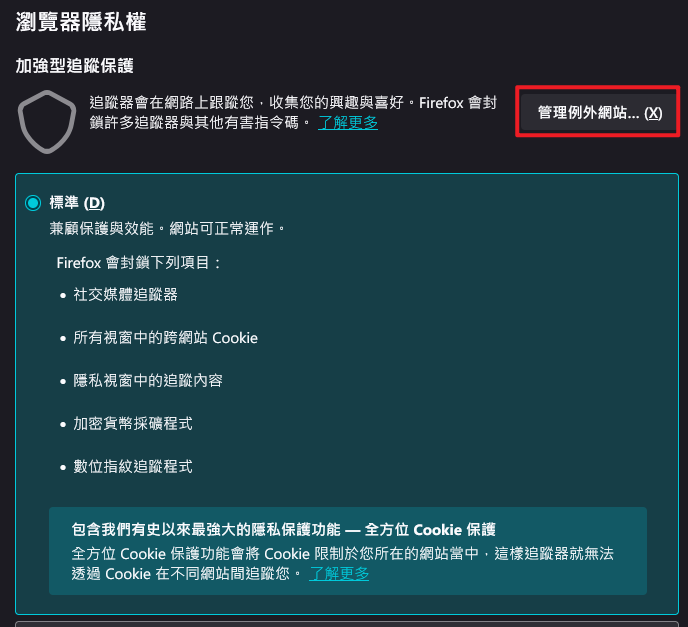 瀏覽器隱私權
加強型追蹤保護
追蹤器會在網路上跟蹤您，收集您的興趣與喜好。Firefox 會封
鎖許多追蹤器與其他有害指令碼。 了解更多
管理例外網站... (X)
標準 (D)
兼顧保護與效能。網站可正常運作。
Firefox 會封鎖下列項目：
• 社交媒體追蹤器
• 所有視窗中的跨網站 Cookie
• 隱私視窗中的追蹤內容
• 加密貨幣採礦程式
• 數位指紋追蹤程式
包含我們有史以來最強大的隱私保護功能 — 全方位 Cookie 保護
全方位 Cookie 保護功能會將 Cookie 限制於您所在的網站當中，這樣追蹤器就無法
透過 Cookie 在不同網站間追蹤您。 了解更多